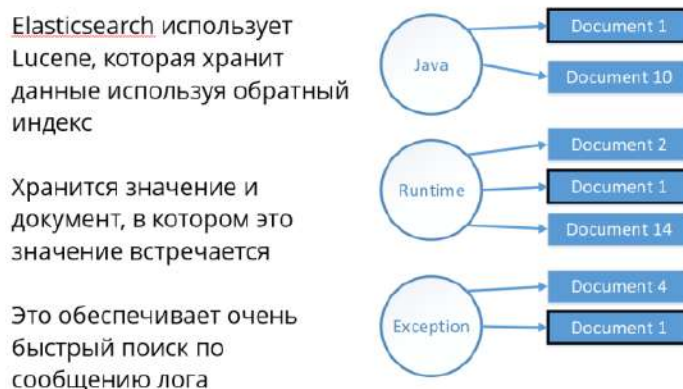 Elasticsearch использует
Lucene, которая хранит
данные используя обратный
индекс
Хранится значение и
документ, в котором это
значение встречается
Это обеспечивает очень
быстрый поиск по
сообщению лога
Java
Document 1
Document 10
Runtime
Document 2
Document 1
Document 14
Exception
Document 4
Document 1